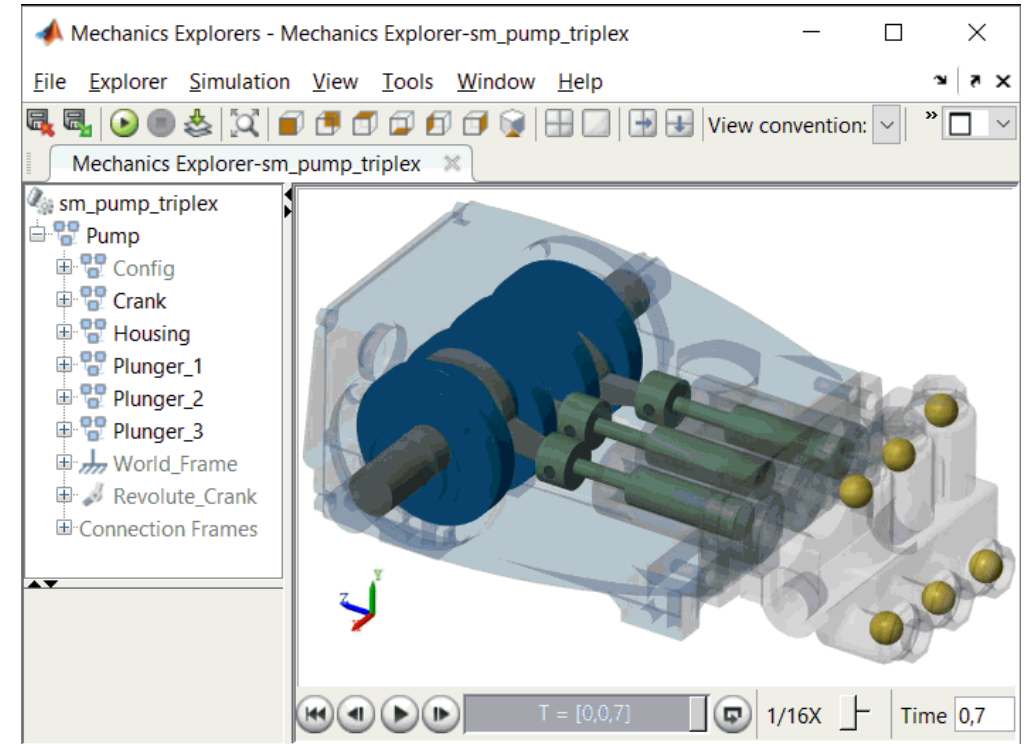 Mechanics Explorers - Mechanics Explorer-sm_pump_triplex
File Explorer Simulation View Tools Window Help
View convention: »
Mechanics Explorer-sm_pump_triplex
sm_pump_triplex
Pump
Config
Crank
Housing
Plunger_1
Plunger_2
Plunger_3
World_Frame
Revolute_Crank
Connection Frames
Y
Z
X
T = [0,0,7]
1/16X
Time 0,7